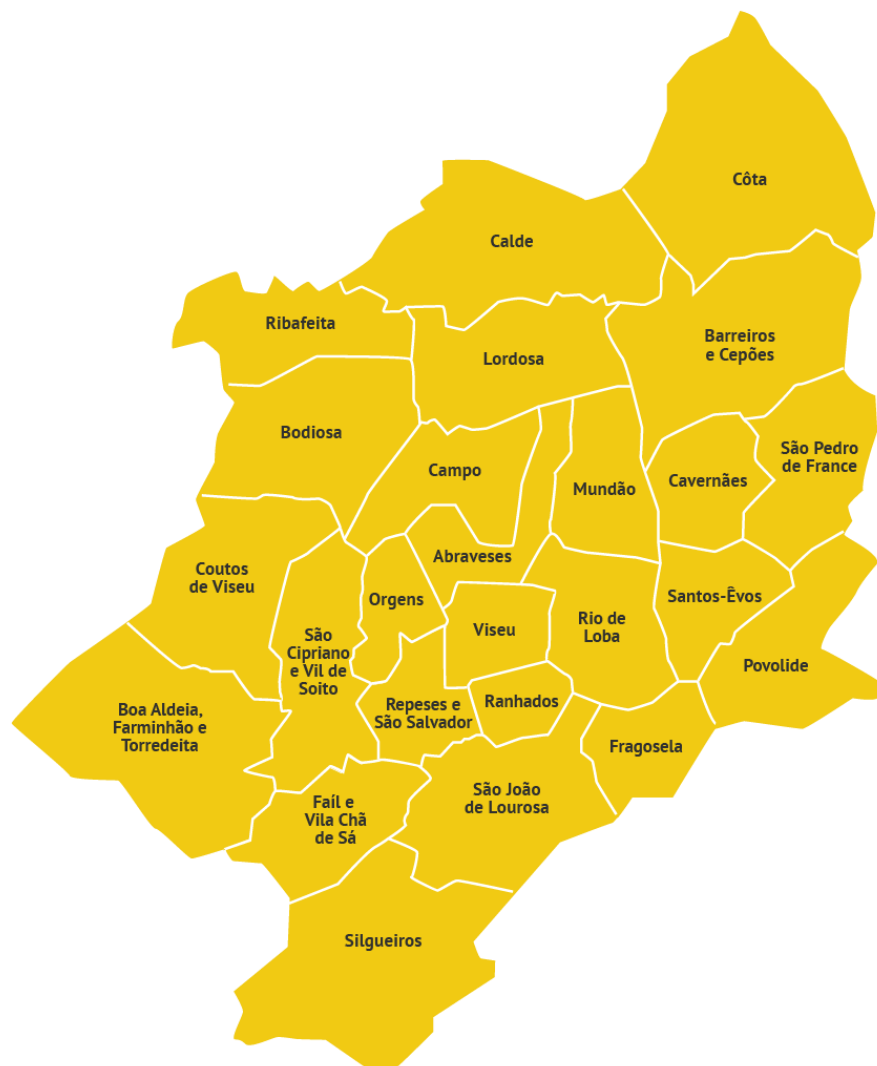 Côta
Calde
Ribafeita
Barreiros
e Cepões
Lordosa
Bodiosa
São Pedro
de France
Campo
Cavernães
Mundão
Abraveses
Coutos
de Viseu
Orgens
Santos-Êvos
Rio de
Loba
Viseu
São
Cipriano
e Vil de
Soito
Povolide
Ranhados
Repeses e
São Salvador
Boa Aldeia,
Farminhão e
Torredeita
Fragosela
São João
de Lourosa
Faíl e
Vila Chã
de Sá
Silgueiros